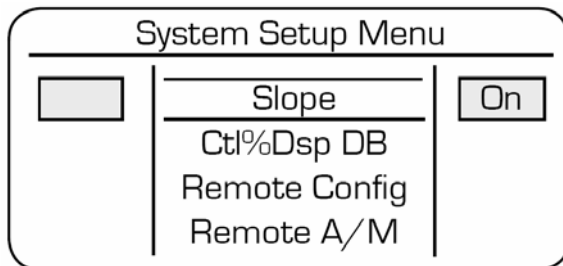 System Setup Menu
Slope On
Ctl%Dsp DB
Remote Config
Remote A/M